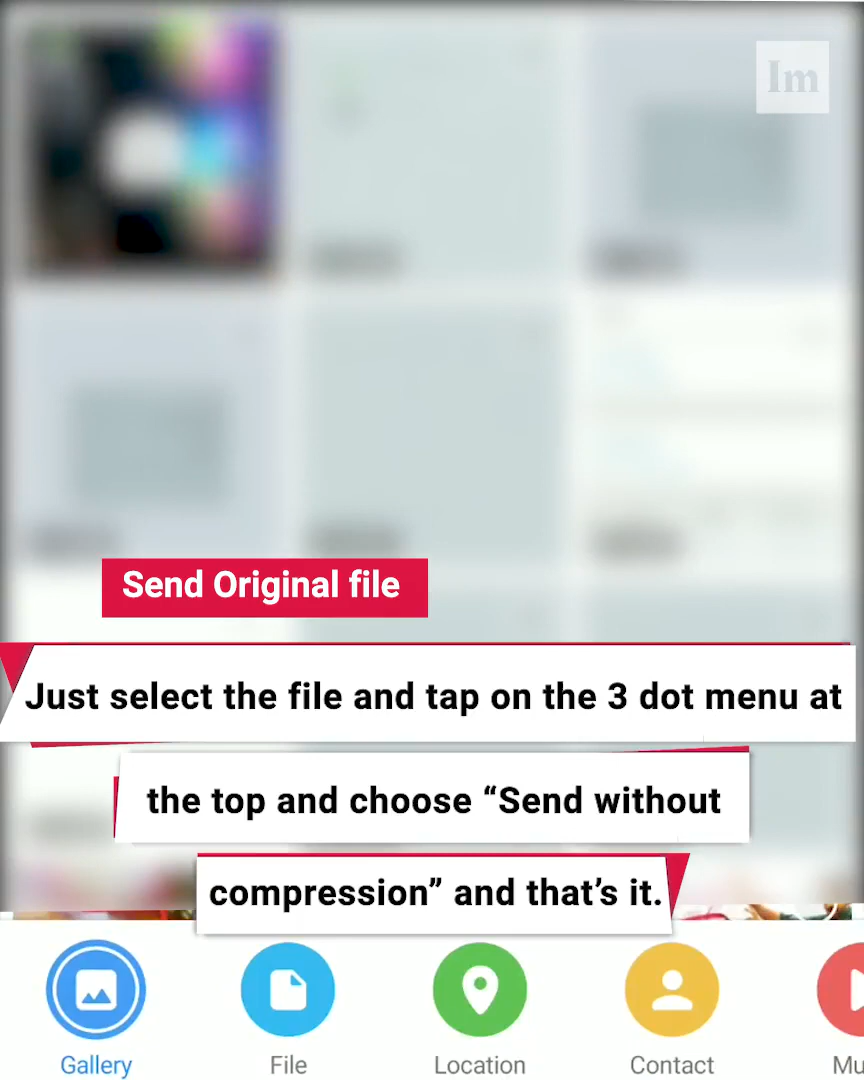 Im
Send Original file
Just select the file and tap on the 3 dot menu at
the top and choose “Send without
compression” and that’s it.
Gallery
File
Location
Contact
Mu